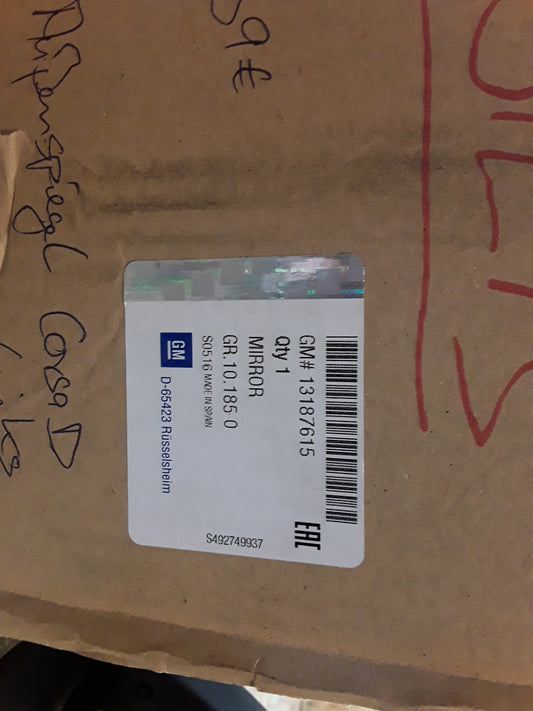 GM# 13187615
Qty 1
MIRROR
GR.10.185 0
S0516 MADE IN SPAIN
GM
D-65423 Rüsselsheim
EAC
S492749937
9 €
Außenspiegel Corsa D
links